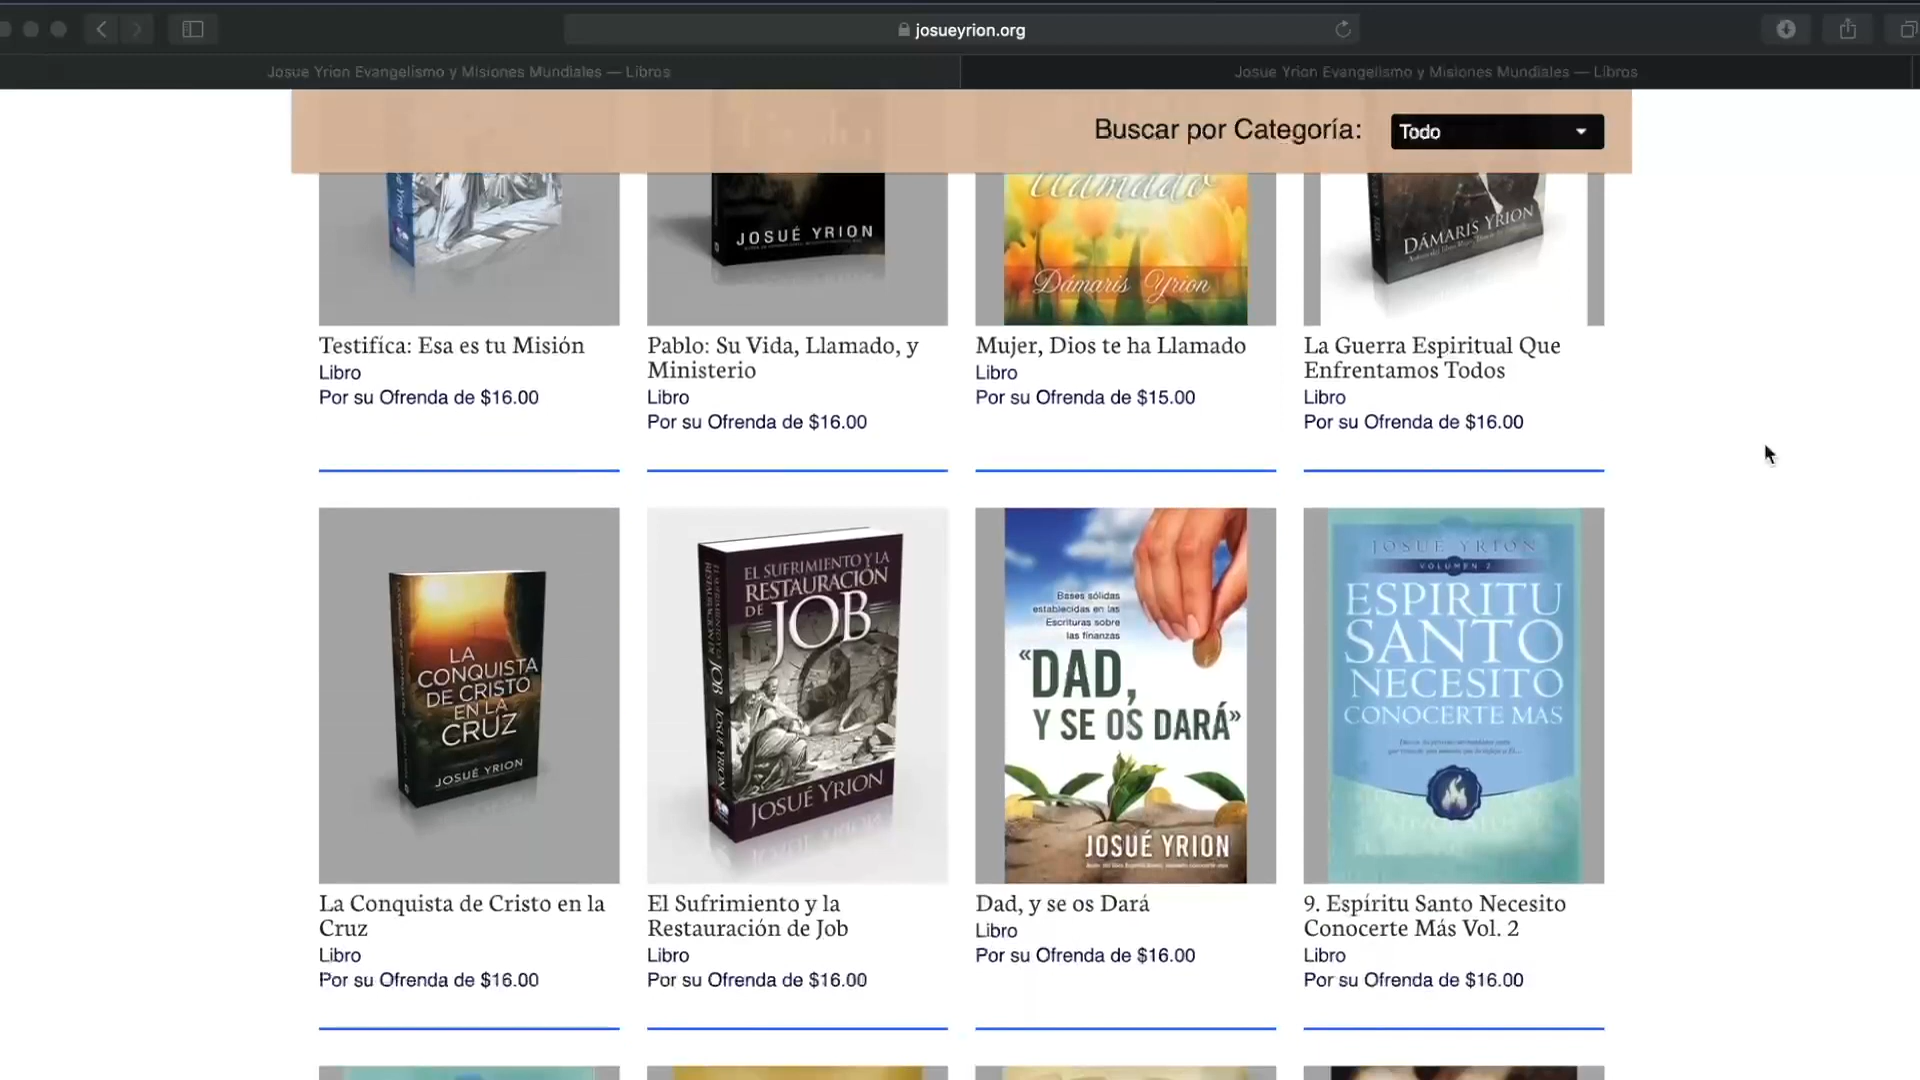 josueyrion.org
Josue Yrion Evangelismo y Misiones Mundiales — Libros
Josue Yrion Evangelismo y Misiones Mundiales — Libros
Buscar por Categoría:
Todo
JOSUÉ YRION
llamado
Dámaris Yrion
DÁMARIS YRION
Testifíca: Esa es tu Misión
Libro
Por su Ofrenda de $16.00
Pablo: Su Vida, Llamado, y
Ministerio
Libro
Por su Ofrenda de $16.00
Mujer, Dios te ha Llamado
Libro
Por su Ofrenda de $15.00
La Guerra Espiritual Que
Enfrentamos Todos
Libro
Por su Ofrenda de $16.00
LA
CONQUISTA
DE CRISTO
EN LA
CRUZ
JOSUÉ YRION
EL SUFRIMIENTO Y LA
RESTAURACIÓN
DE JOB
JOSUÉ YRION
Bases sólidas
establecidas en las
Escrituras sobre
las finanzas
«DAD,
Y SE OS DARÁ»
JOSUÉ YRION
JOSUE YRION
VOLUMEN 2
ESPIRITU
SANTO
NECESITO
CONOCERTE MAS
La Conquista de Cristo en la
Cruz
Libro
Por su Ofrenda de $16.00
El Sufrimiento y la
Restauración de Job
Libro
Por su Ofrenda de $16.00
Dad, y se os Dará
Libro
Por su Ofrenda de $16.00
9. Espíritu Santo Necesito
Conocerte Más Vol. 2
Libro
Por su Ofrenda de $16.00